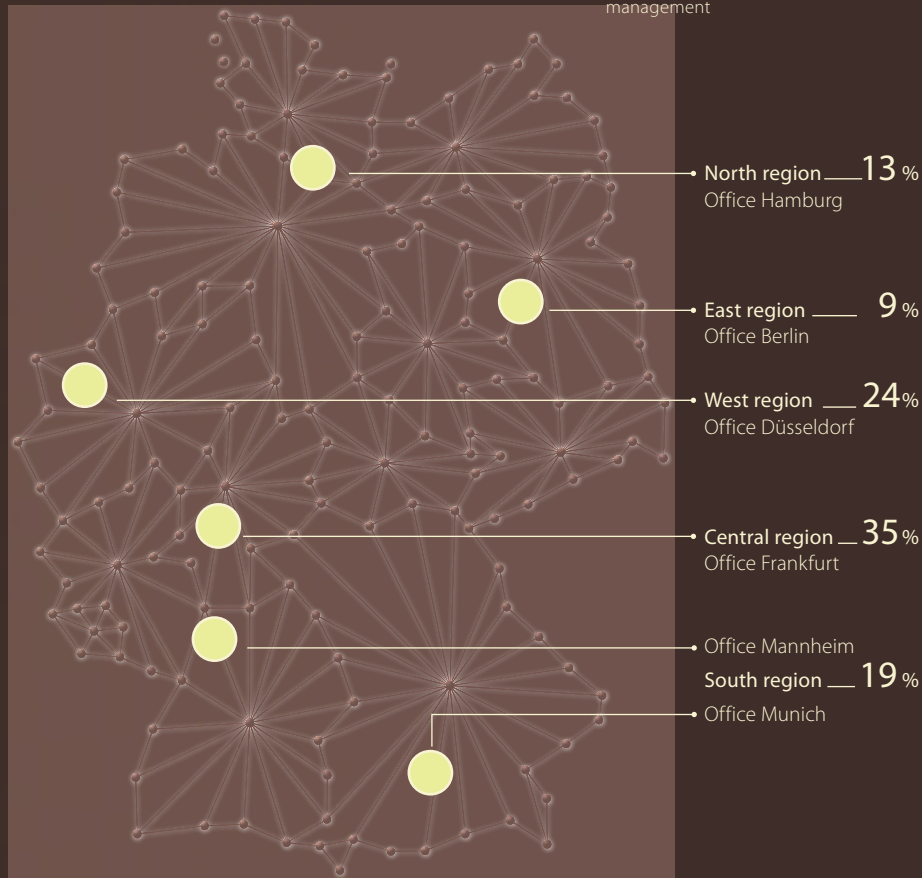 management
North region 13 %
Office Hamburg
East region 9 %
Office Berlin
West region 24 %
Office Düsseldorf
Central region 35 %
Office Frankfurt
Office Mannheim
South region 19 %
Office Munich